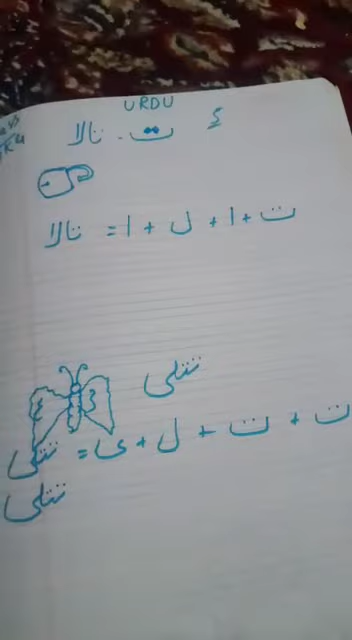 URDU
ت . تالا
ت + ا + ل + ا = تالا
تتلی
ت + ت + ل + ی = تتلی
تتلی